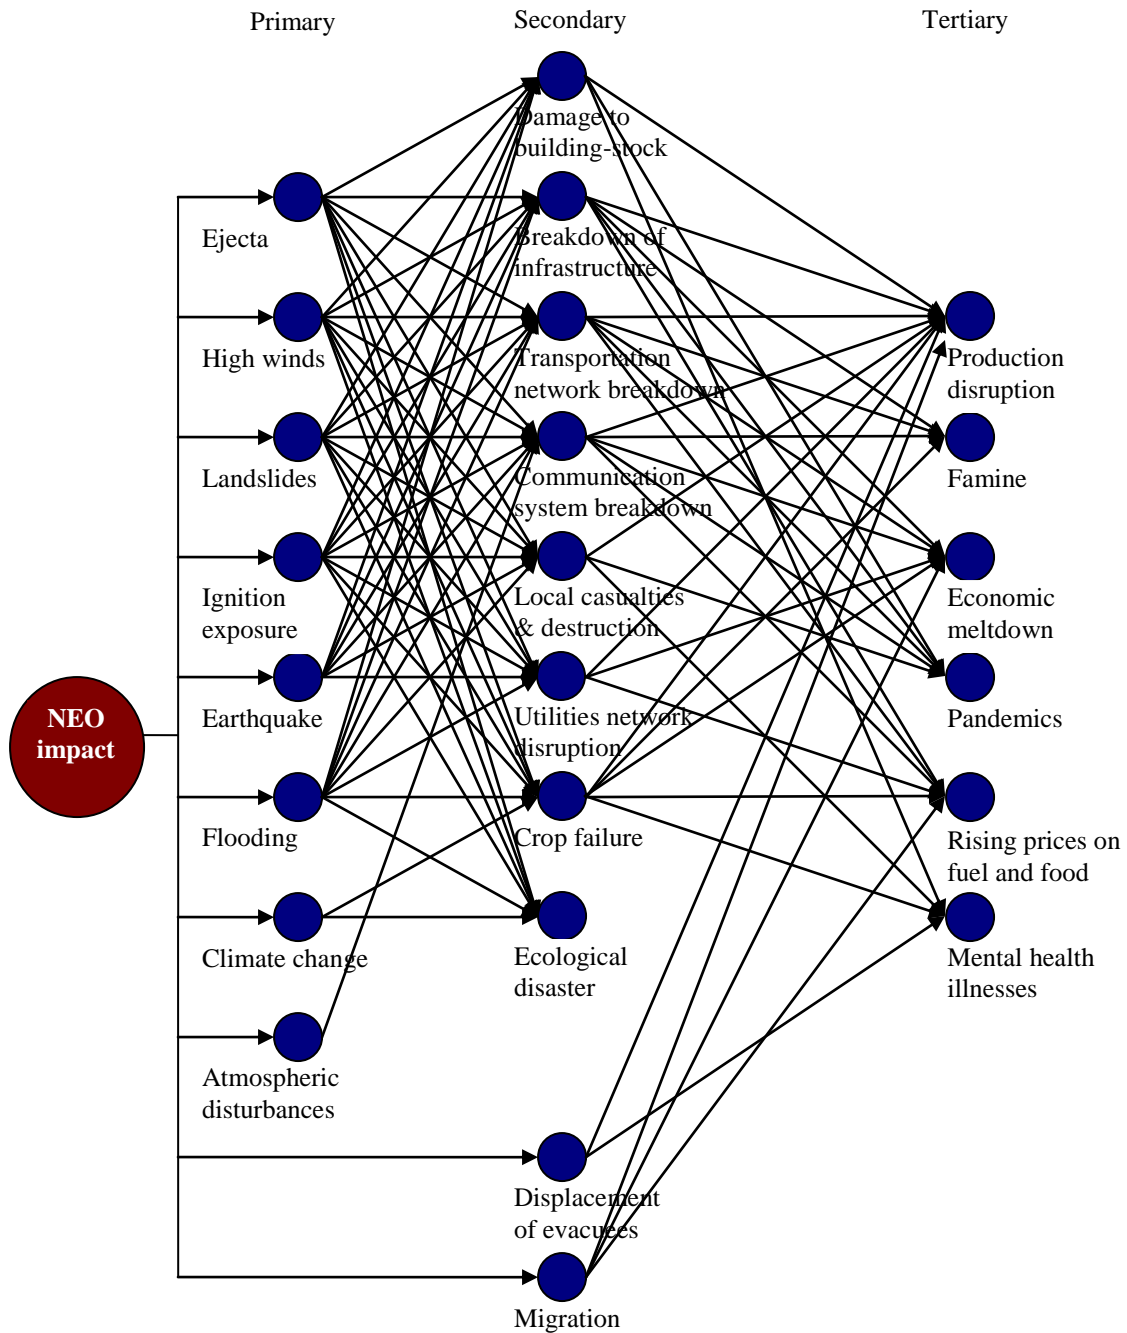 Primary
Secondary
Tertiary
NEO
impact
Ejecta
High winds
Landslides
Ignition
exposure
Earthquake
Flooding
Climate change
Atmospheric
disturbances
Damage to
building-stock
Breakdown of
infrastructure
Transportation
network breakdown
Communication
system breakdown
Local casualties
& destruction
Utilities network
disruption
Crop failure
Ecological
disaster
Displacement
of evacuees
Migration
Production
disruption
Famine
Economic
meltdown
Pandemics
Rising prices on
fuel and food
Mental health
illnesses